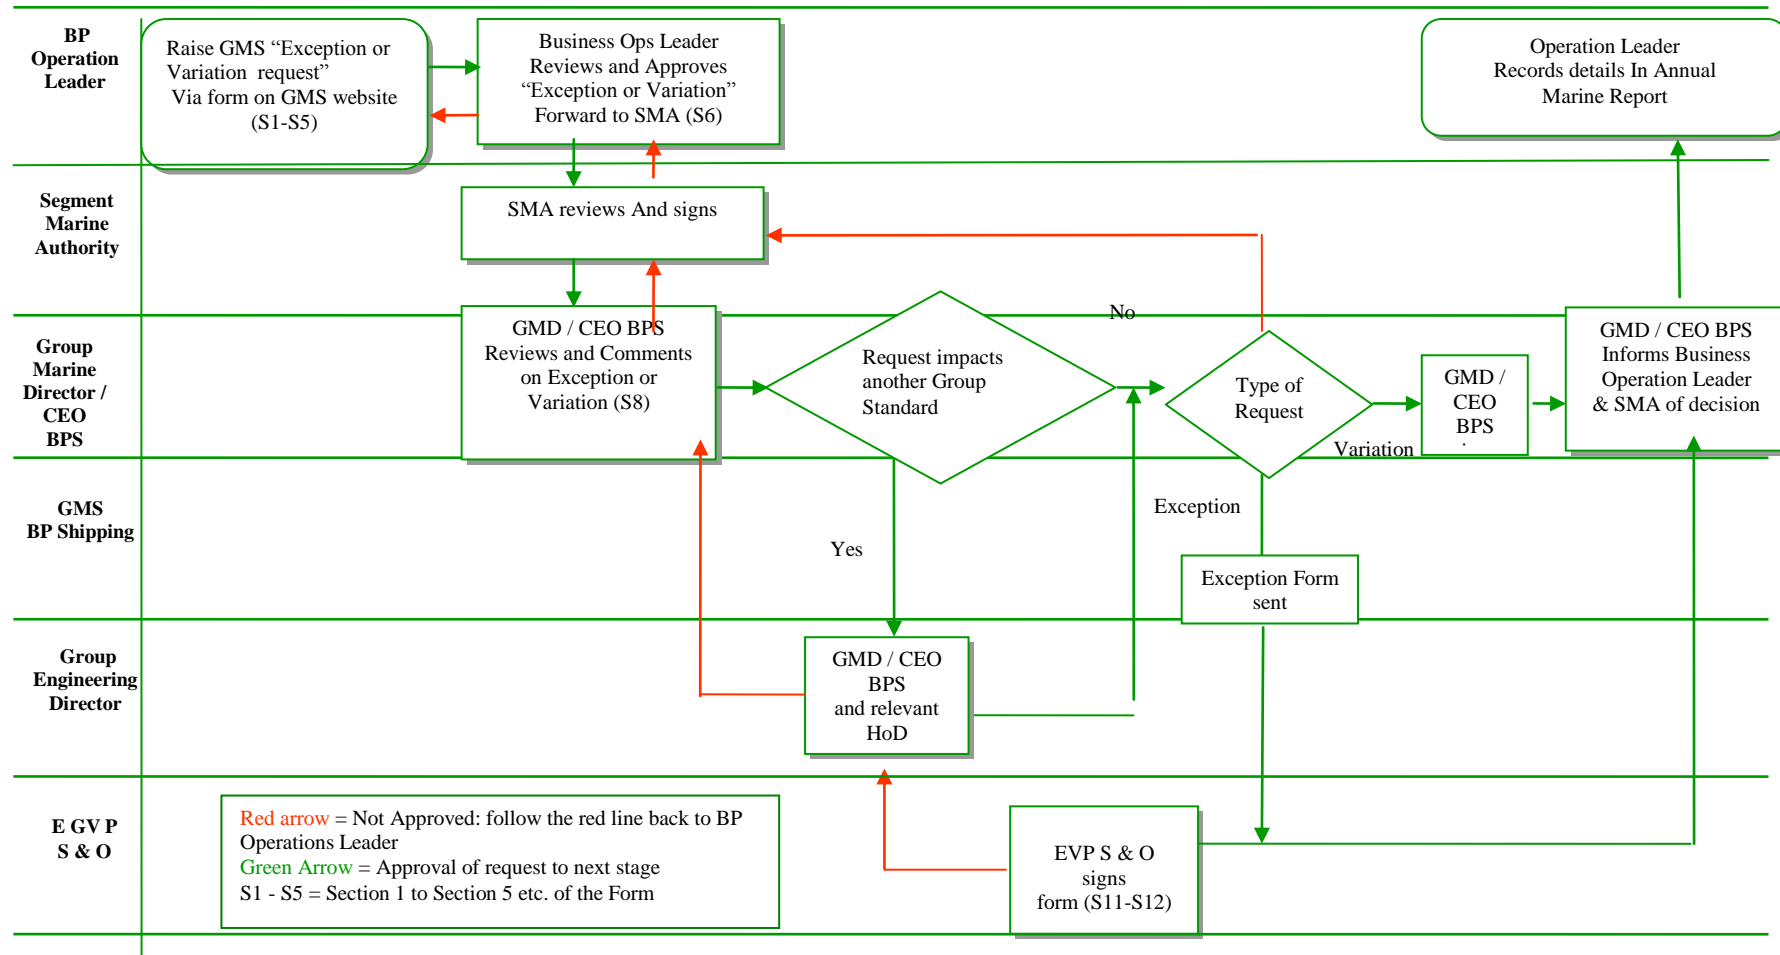 BP
Operation
Leader
Raise GMS “Exception or
Variation request”
Via form on GMS website
(S1-S5)
Business Ops Leader
Reviews and Approves
“Exception or Variation”
Forward to SMA (S6)
Operation Leader
Records details In Annual
Marine Report
Segment
Marine
Authority
SMA reviews And signs
Group
Marine
Director /
CEO
BPS
GMD / CEO BPS
Reviews and Comments
on Exception or
Variation (S8)
Request impacts
another Group
Standard
No
Type of
Request
Variation
GMD /
CEO
BPS
GMD / CEO BPS
Informs Business
Operation Leader
& SMA of decision
GMS
BP Shipping
Yes
Exception
Exception Form
sent
Group
Engineering
Director
GMD / CEO
BPS
and relevant
HoD
E GV P
S & O
Red arrow = Not Approved: follow the red line back to BP
Operations Leader
Green Arrow = Approval of request to next stage
S1 - S5 = Section 1 to Section 5 etc. of the Form
EVP S & O
signs
form (S11-S12)